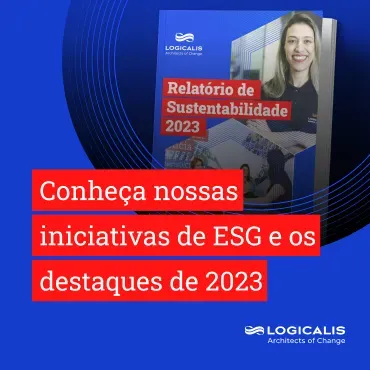 LOGICALIS
Architects of Change
Relatório de
Sustentabilidade
2023
Conheça nossas
iniciativas de ESG e os
destaques de 2023
LOGICALIS
Architects of Change